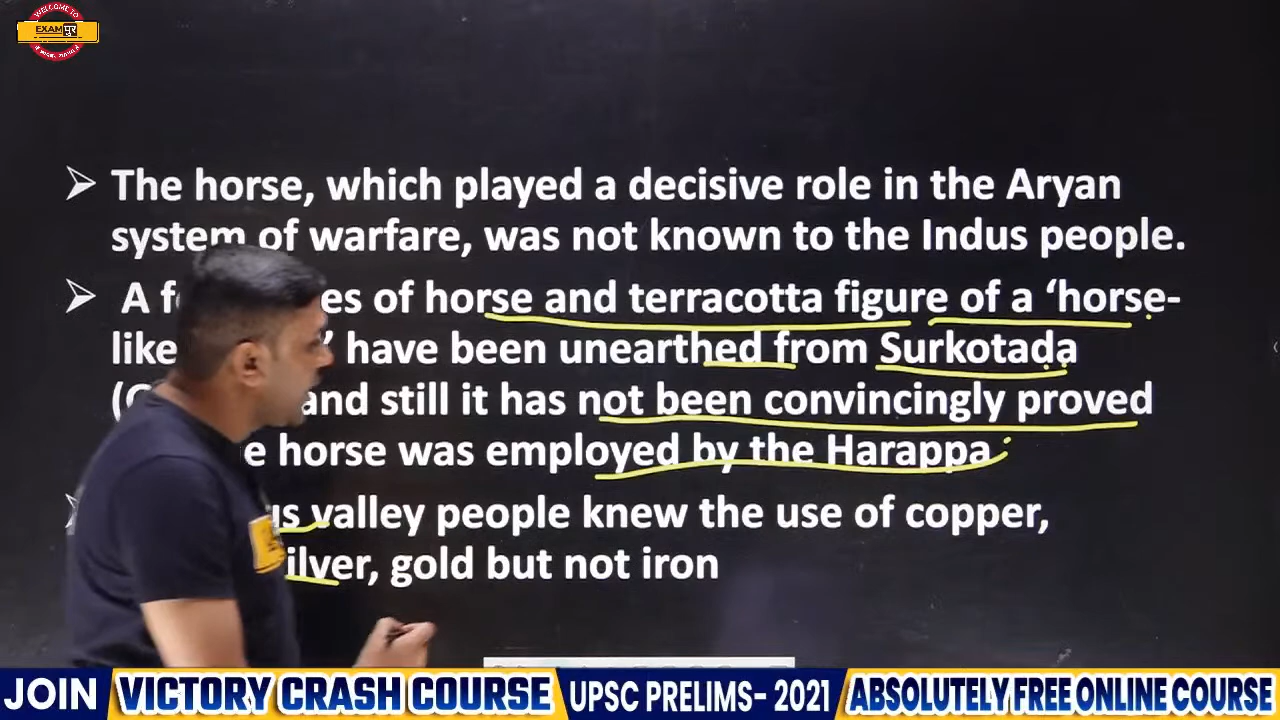 WELCOME TO
EXAM पुर
➢ The horse, which played a decisive role in the Aryan
system of warfare, was not known to the Indus people.
➢ A es of horse and terracotta figure of a ‘horse-
like ’ have been unearthed from Surkotada
and still it has not been convincingly proved
horse was employed by the Harappa
valley people knew the use of copper,
gold but not iron
JOIN VICTORY CRASH COURSE UPSC PRELIMS- 2021 ABSOLUTELY FREE ONLINE COURSE